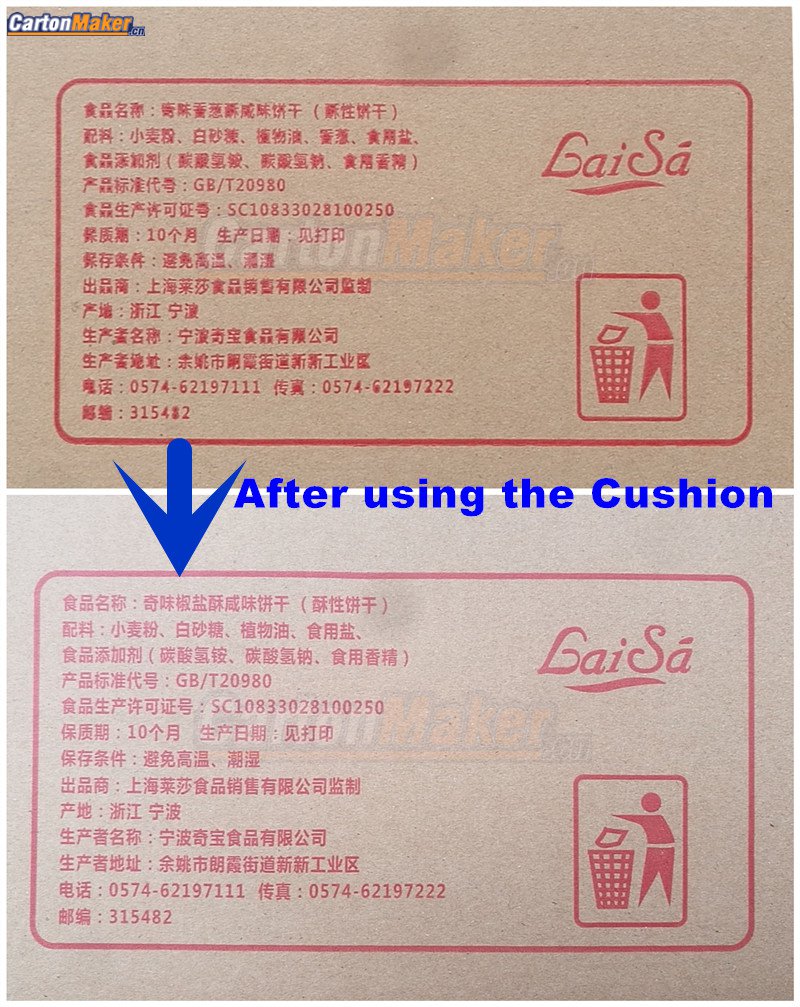 CartonMaker.cn
食品名称：奇味香葱酥咸味饼干（酥性饼干）
配料：小麦粉、白砂糖、植物油、香葱、食用盐、
食品添加剂（碳酸氢铵、碳酸氢钠、食用香精）
产品标准代号：GB/T20980
食品生产许可证号：SC10833028100250
保质期：10个月 生产日期：见打印
保存条件：避免高温、潮湿
出品商：上海莱莎食品销售有限公司监制
产地：浙江 宁波
生产者名称：宁波奇宝食品有限公司
生产者地址：余姚市朗霞街道新新工业区
电话：0574-62197111 传真：0574-62197222
邮编：315482
LaiSá
CartonMaker.cn
After using the Cushion
食品名称：奇味椒盐酥咸味饼干（酥性饼干）
配料：小麦粉、白砂糖、植物油、食用盐、
食品添加剂（碳酸氢铵、碳酸氢钠、食用香精）
产品标准代号：GB/T20980
食品生产许可证号：SC10833028100250
保质期：10个月 生产日期：见打印
保存条件：避免高温、潮湿
出品商：上海莱莎食品销售有限公司监制
产地：浙江 宁波
生产者名称：宁波奇宝食品有限公司
生产者地址：余姚市朗霞街道新新工业区
电话：0574-62197111 传真：0574-62197222
邮编：315482
LaiSá
CartonMaker.cn